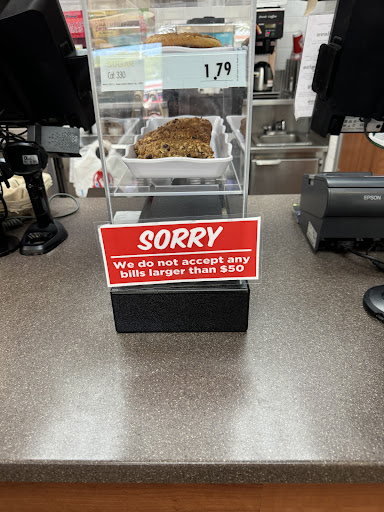 Cal: 330
1.79
SORRY
We do not accept any
bills larger than $50
EPSON